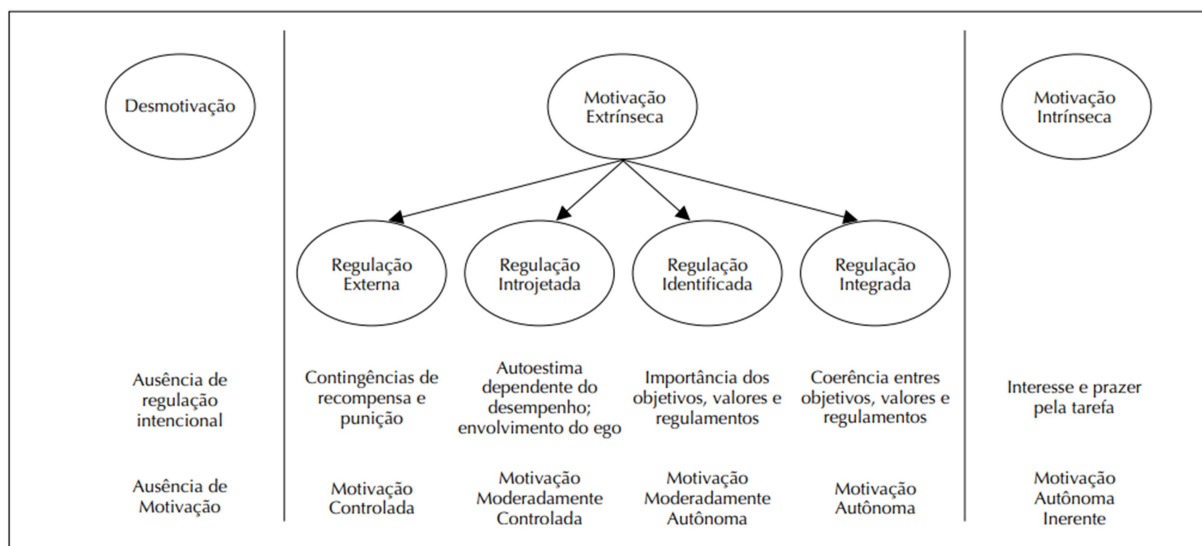 Desmotivação
Motivação
Extrínseca
Motivação
Intrínseca
Regulação
Externa
Regulação
Introjetada
Regulação
Identificada
Regulação
Integrada
Ausência de
regulação
intencional
Contingências de
recompensa e
punição
Autoestima
dependente do
desempenho;
envolvimento do ego
Importância dos
objetivos, valores e
regulamentos
Coerência entres
objetivos, valores e
regulamentos
Interesse e prazer
pela tarefa
Ausência de
Motivação
Motivação
Controlada
Motivação
Moderadamente
Controlada
Motivação
Moderadamente
Autônoma
Motivação
Autônoma
Motivação
Autônoma
Inerente